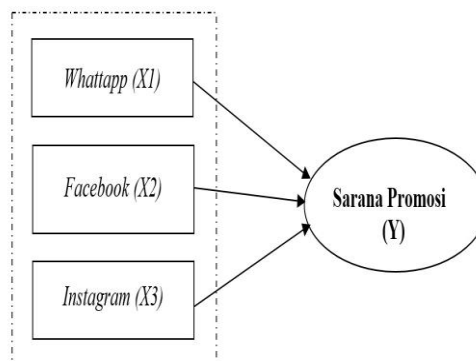 Whattapp (X1)
Facebook (X2)
Sarana Promosi
(Y)
Instagram (X3)